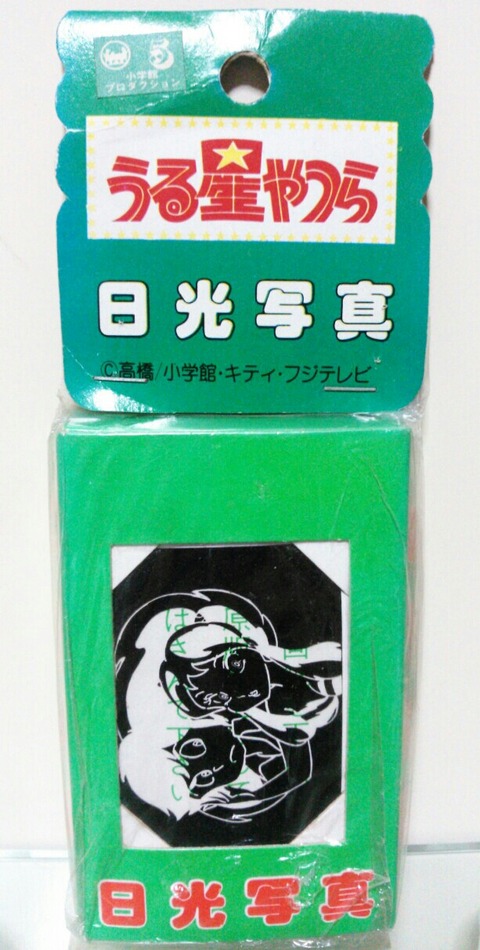 小学館
プロダクション
うる星やつら
日光写真
©高橋/小学館・キティ・フジテレビ
日光写真